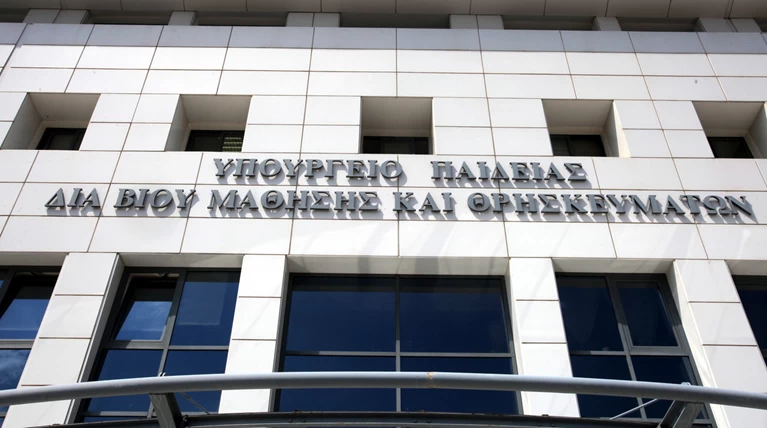 ΥΠΟΥΡΓΕΙΟ ΠΑΙΔΕΙΑΣ
ΔΙΑ ΒΙΟΥ ΜΑΘΗΣΗΣ ΚΑΙ ΘΡΗΣΚΕΥΜΑΤΩΝ